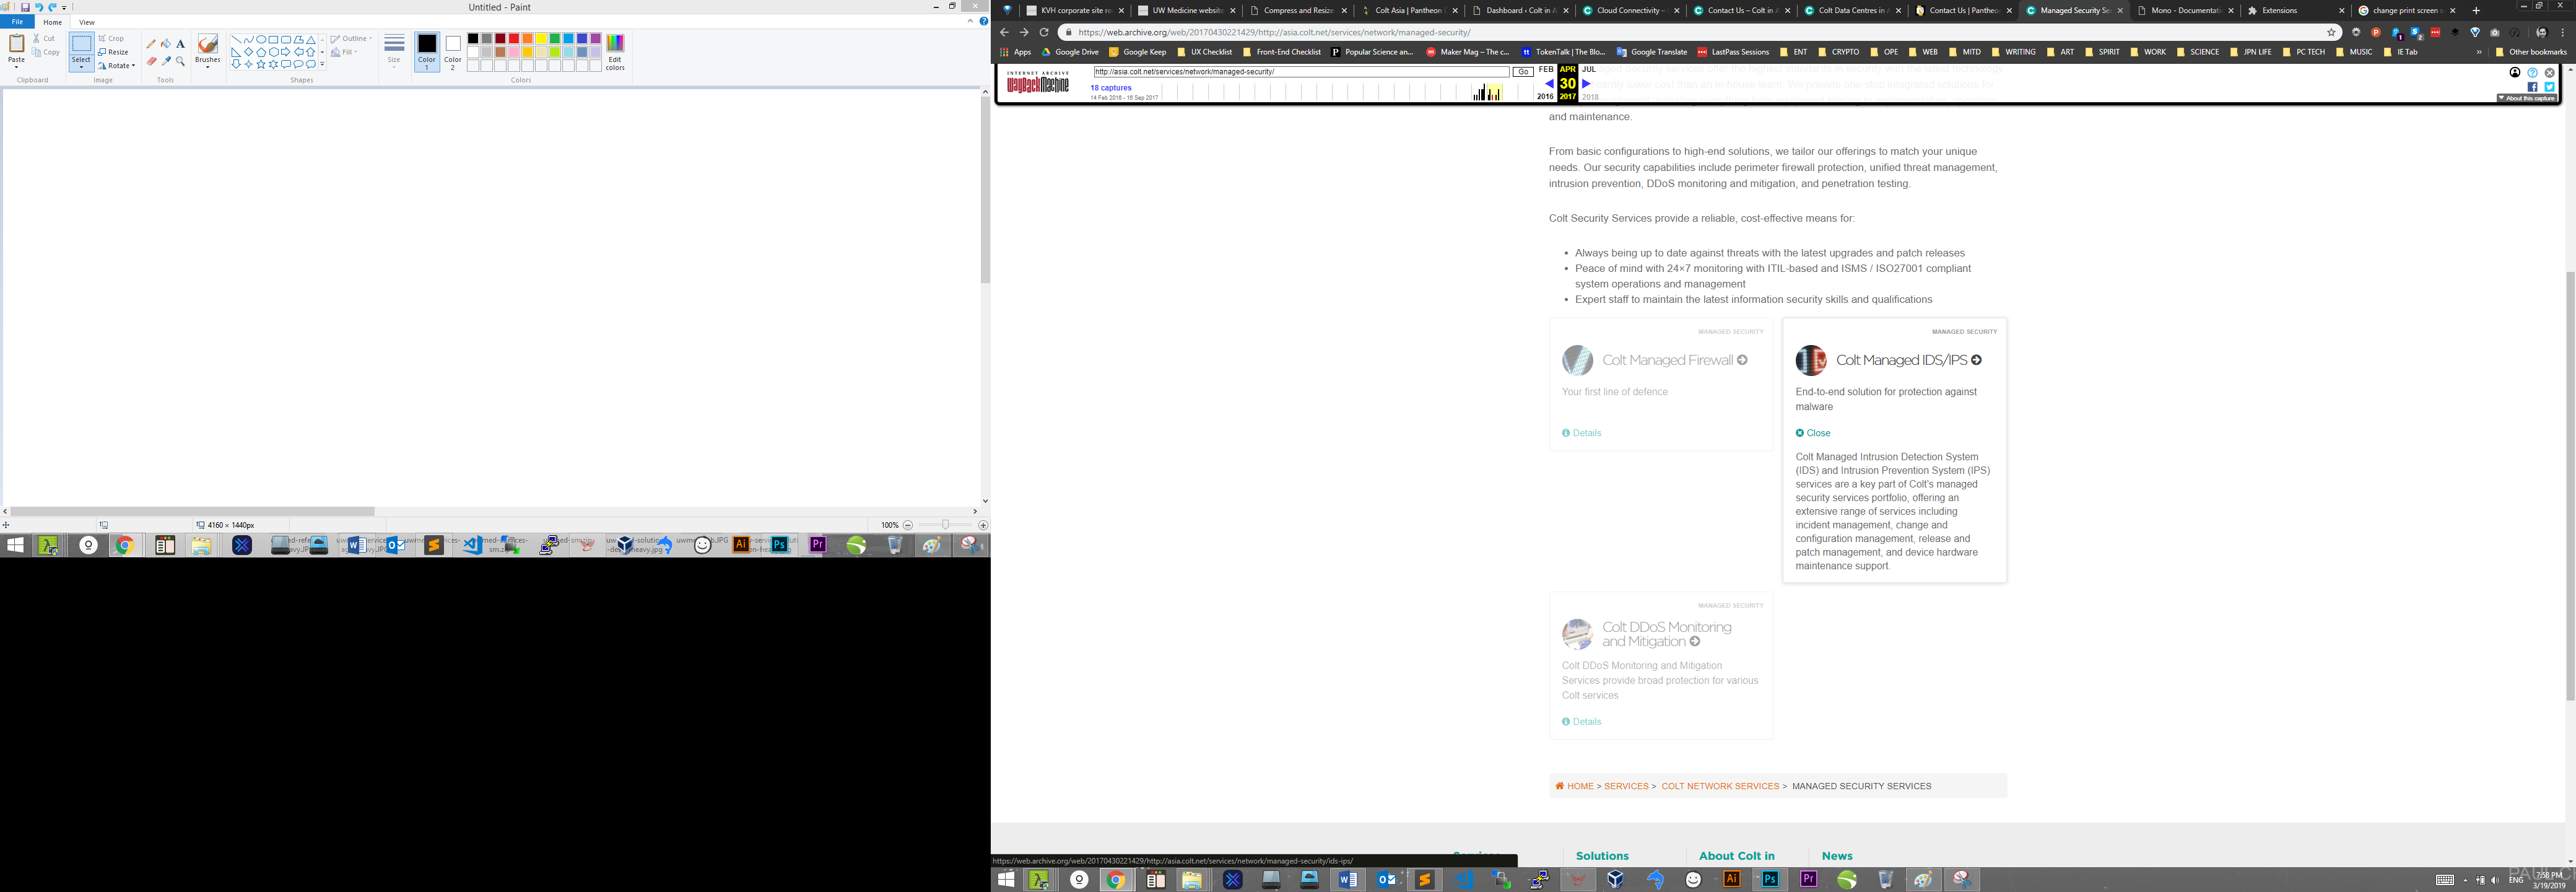 Untitled - Paint
File
Home
View
Paste
Cut
Copy
Clipboard
Select
Crop
Resize
Rotate
Image
Tools
Brushes
Outline
Fill
Shapes
Size
Color 1
Color 2
Edit colors
Colors
4160 × 1440px
100%
KVH corporate site re
UW Medicine website
Compress and Resize
Colt Asia | Pantheon
Dashboard ‹ Colt in A
Cloud Connectivity –
Contact Us – Colt in A
Colt Data Centres in A
Contact Us | Pantheon
Managed Security Se
Mono - Documentati
Extensions
change print screen s
https://web.archive.org/web/20170430221429/http://asia.colt.net/services/network/managed-security/
Apps
Google Drive
Google Keep
UX Checklist
Front-End Checklist
Popular Science an...
Maker Mag – The c...
TokenTalk | The Blo...
Google Translate
LastPass Sessions
ENT
CRYPTO
OPE
WEB
MITD
WRITING
ART
SPIRIT
WORK
SCIENCE
JPN LIFE
PC TECH
MUSIC
IE Tab
Other bookmarks
INTERNET ARCHIVE
WayBackMachine
http://asia.colt.net/services/network/managed-security/
Go
FEB APR JUL
18 captures
30
14 Feb 2016 - 16 Sep 2017
2016 2017 2018
About this capture
and maintenance.
From basic configurations to high-end solutions, we tailor our offerings to match your unique
needs. Our security capabilities include perimeter firewall protection, unified threat management,
intrusion prevention, DDoS monitoring and mitigation, and penetration testing.
Colt Security Services provide a reliable, cost-effective means for:
• Always being up to date against threats with the latest upgrades and patch releases
• Peace of mind with 24×7 monitoring with ITIL-based and ISMS / ISO27001 compliant
system operations and management
• Expert staff to maintain the latest information security skills and qualifications
MANAGED SECURITY
Colt Managed Firewall
Your first line of defence
Details
MANAGED SECURITY
Colt Managed IDS/IPS
End-to-end solution for protection against
malware
Close
Colt Managed Intrusion Detection System
(IDS) and Intrusion Prevention System (IPS)
services are a key part of Colt's managed
security services portfolio, offering an
extensive range of services including
incident management, change and
configuration management, release and
patch management, and device hardware
maintenance support.
MANAGED SECURITY
Colt DDoS Monitoring
and Mitigation
Colt DDoS Monitoring and Mitigation
Services provide broad protection for various
Colt services
Details
HOME > SERVICES > COLT NETWORK SERVICES > MANAGED SECURITY SERVICES
Solutions
About Colt in
News
https://web.archive.org/web/20170430221429/http://asia.colt.net/services/network/managed-security/ids-ips/
ENG
7:58 PM
3/19/2019